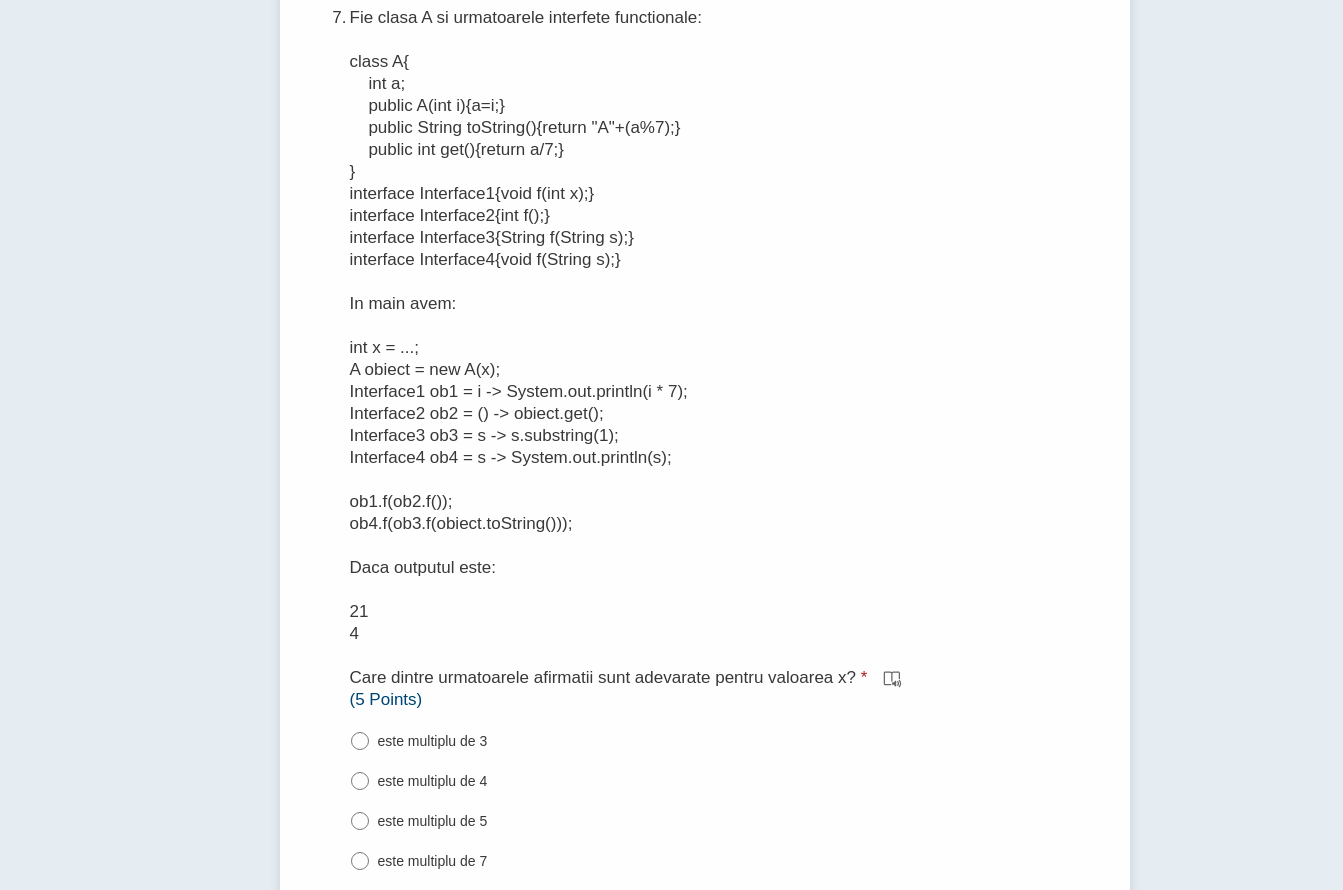 7. Fie clasa A si urmatoarele interfete functionale:
class A{
int a;
public A(int i){a=i;}
public String toString(){return "A"+(a%7);}
public int get(){return a/7;}
}
interface Interface1{void f(int x);}
interface Interface2{int f();}
interface Interface3{String f(String s);}
interface Interface4{void f(String s);}
In main avem:
int x = ...;
A obiect = new A(x);
Interface1 ob1 = i -> System.out.println(i * 7);
Interface2 ob2 = () -> obiect.get();
Interface3 ob3 = s -> s.substring(1);
Interface4 ob4 = s -> System.out.println(s);
ob1.f(ob2.f());
ob4.f(ob3.f(obiect.toString()));
Daca outputul este:
21
4
Care dintre urmatoarele afirmatii sunt adevarate pentru valoarea x? *
(5 Points)
este multiplu de 3
este multiplu de 4
este multiplu de 5
este multiplu de 7